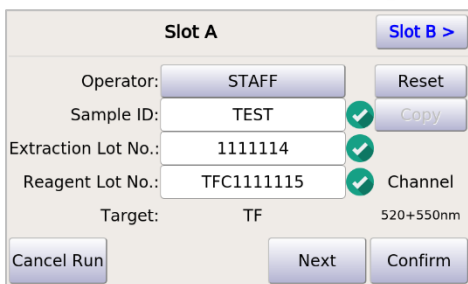 Slot A Slot B >
Operator: STAFF Reset
Sample ID: TEST Copy
Extraction Lot No.: 1111114
Reagent Lot No.: TFC1111115 Channel
Target: TF 520+550nm
Cancel Run Next Confirm